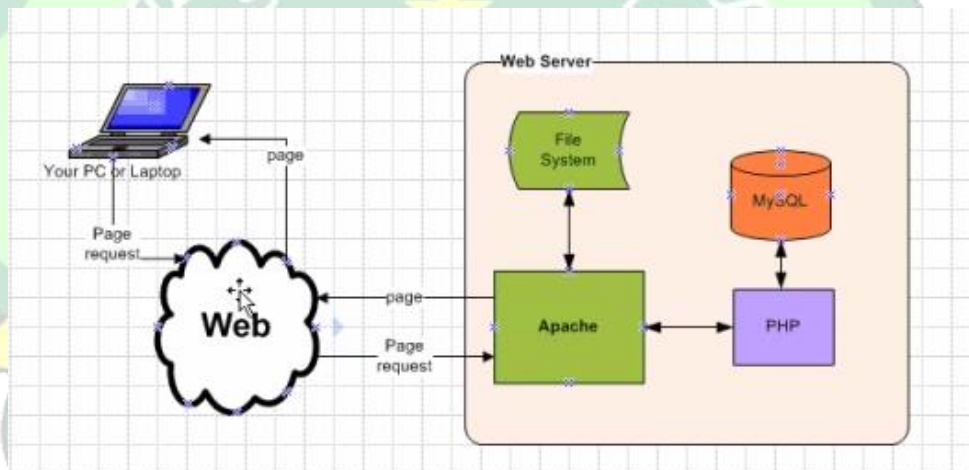 Web Server
File
System
page
Your PC or Laptop
MySQL
Page
request
page
Web
Apache
PHP
Page
request